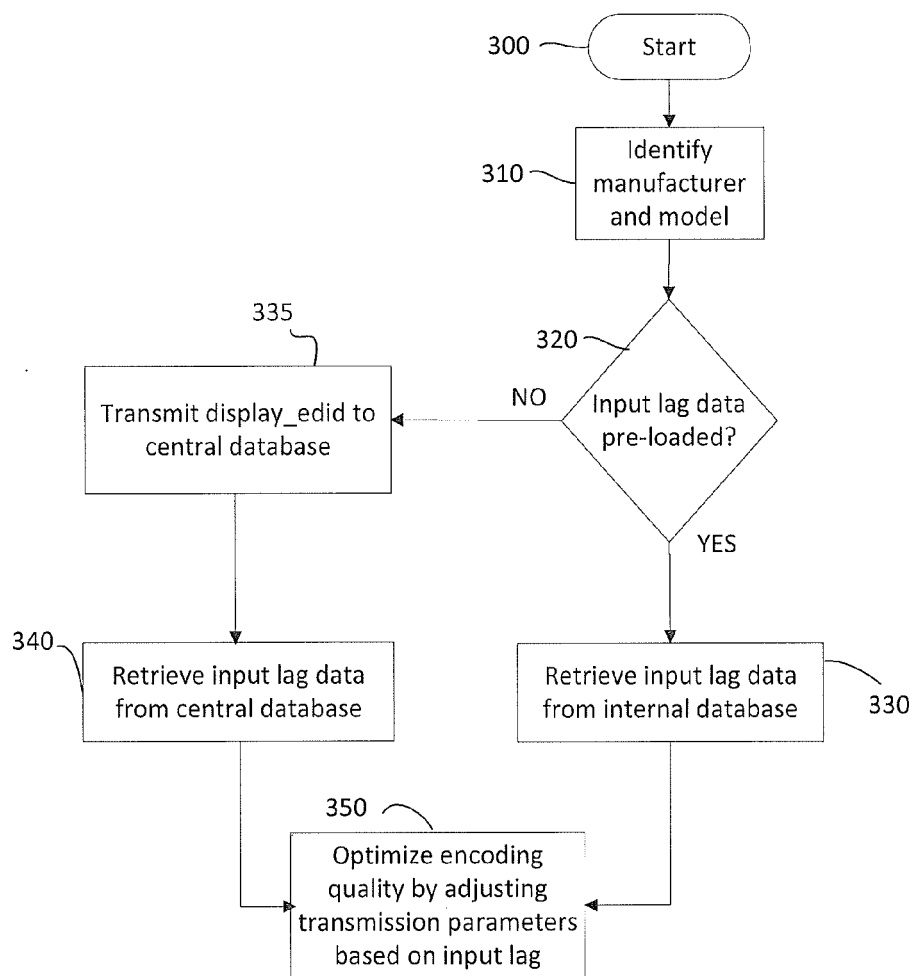 300
Start
310
Identify
manufacturer
and model
320
Input lag data
pre-loaded?
NO
YES
335
Transmit display_edid to
central database
340
Retrieve input lag data
from central database
Retrieve input lag data
from internal database
330
350
Optimize encoding
quality by adjusting
transmission parameters
based on input lag